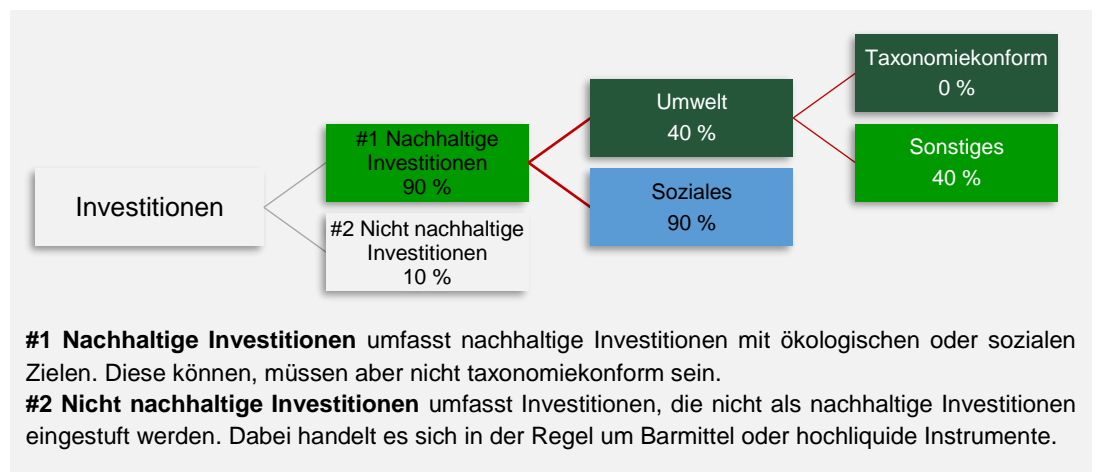 Investitionen
#1 Nachhaltige
Investitionen
90 %
#2 Nicht nachhaltige
Investitionen
10 %
Umwelt
40 %
Soziales
90 %
Taxonomiekonform
0 %
Sonstiges
40 %
#1 Nachhaltige Investitionen umfasst nachhaltige Investitionen mit ökologischen oder sozialen
Zielen. Diese können, müssen aber nicht taxonomiekonform sein.
#2 Nicht nachhaltige Investitionen umfasst Investitionen, die nicht als nachhaltige Investitionen
eingestuft werden. Dabei handelt es sich in der Regel um Barmittel oder hochliquide Instrumente.